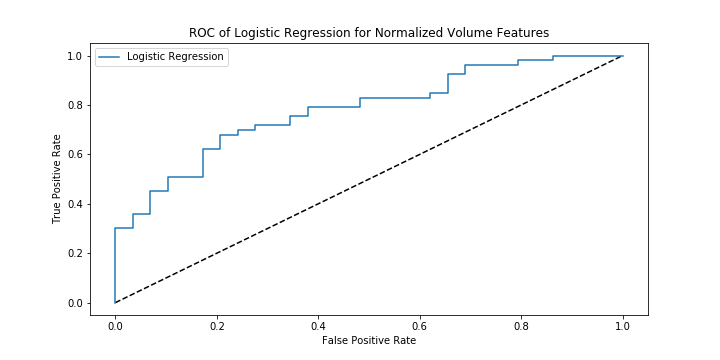 ROC of Logistic Regression for Normalized Volume Features
Logistic Regression
True Positive Rate
1.0
0.8
0.6
0.4
0.2
0.0
0.0 0.2 0.4 0.6 0.8 1.0
False Positive Rate